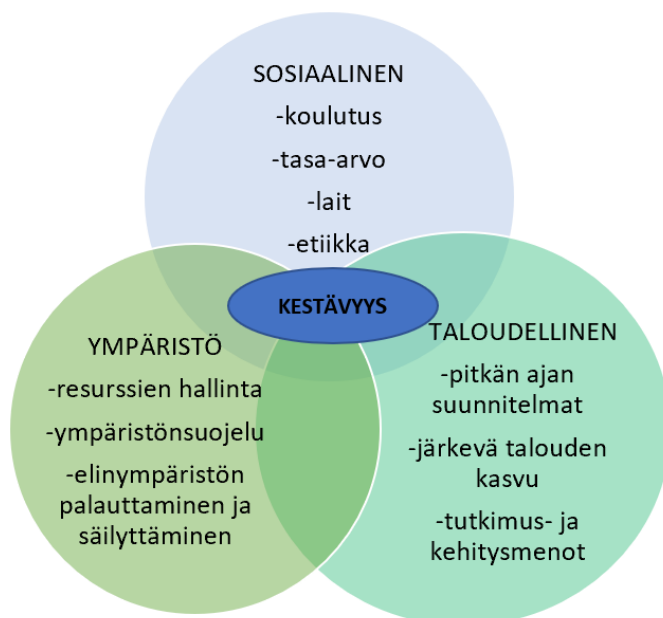 SOSIAALINEN
-koulutus
-tasa-arvo
-lait
-etiikka
KESTÄVYYS
YMPÄRISTÖ
-resurssien hallinta
-ympäristönsuojelu
-elinympäristön
palauttaminen ja
säilyttäminen
TALOUDELLINEN
-pitkän ajan
suunnitelmat
-järkevä talouden
kasvu
-tutkimus- ja
kehitysmenot